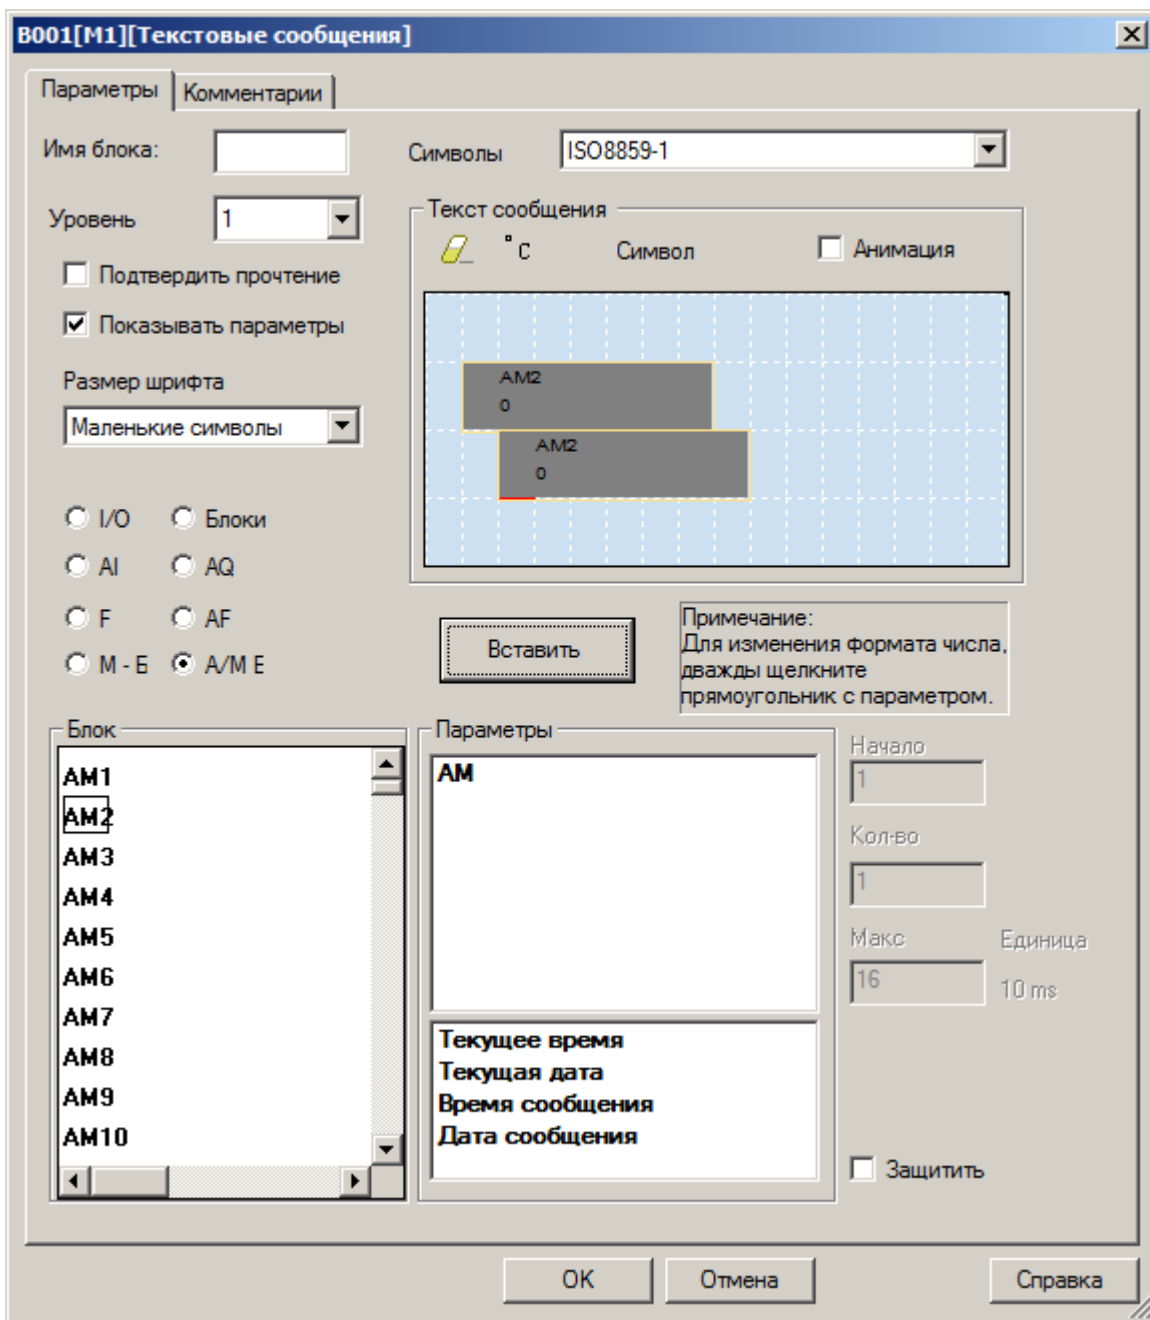 B001[M1][Текстовые сообщения]
Параметры
Комментарии
Имя блока:
Символы
ISO8859-1
Уровень
1
Текст сообщения
°C
Символ
Анимация
Подтвердить прочтение
Показывать параметры
AM2
0
AM2
0
Размер шрифта
Маленькие символы
I/O
Блоки
AI
AQ
F
AF
М - Б
A/M E
Вставить
Примечание:
Для изменения формата числа,
дважды щелкните
прямоугольник с параметром.
Блок
AM1
AM2
AM3
AM4
AM5
AM6
AM7
AM8
AM9
AM10
Параметры
AM
Текущее время
Текущая дата
Время сообщения
Дата сообщения
Начало
1
Кол-во
1
Макс
Единица
16
10 ms
Защитить
OK
Отмена
Справка